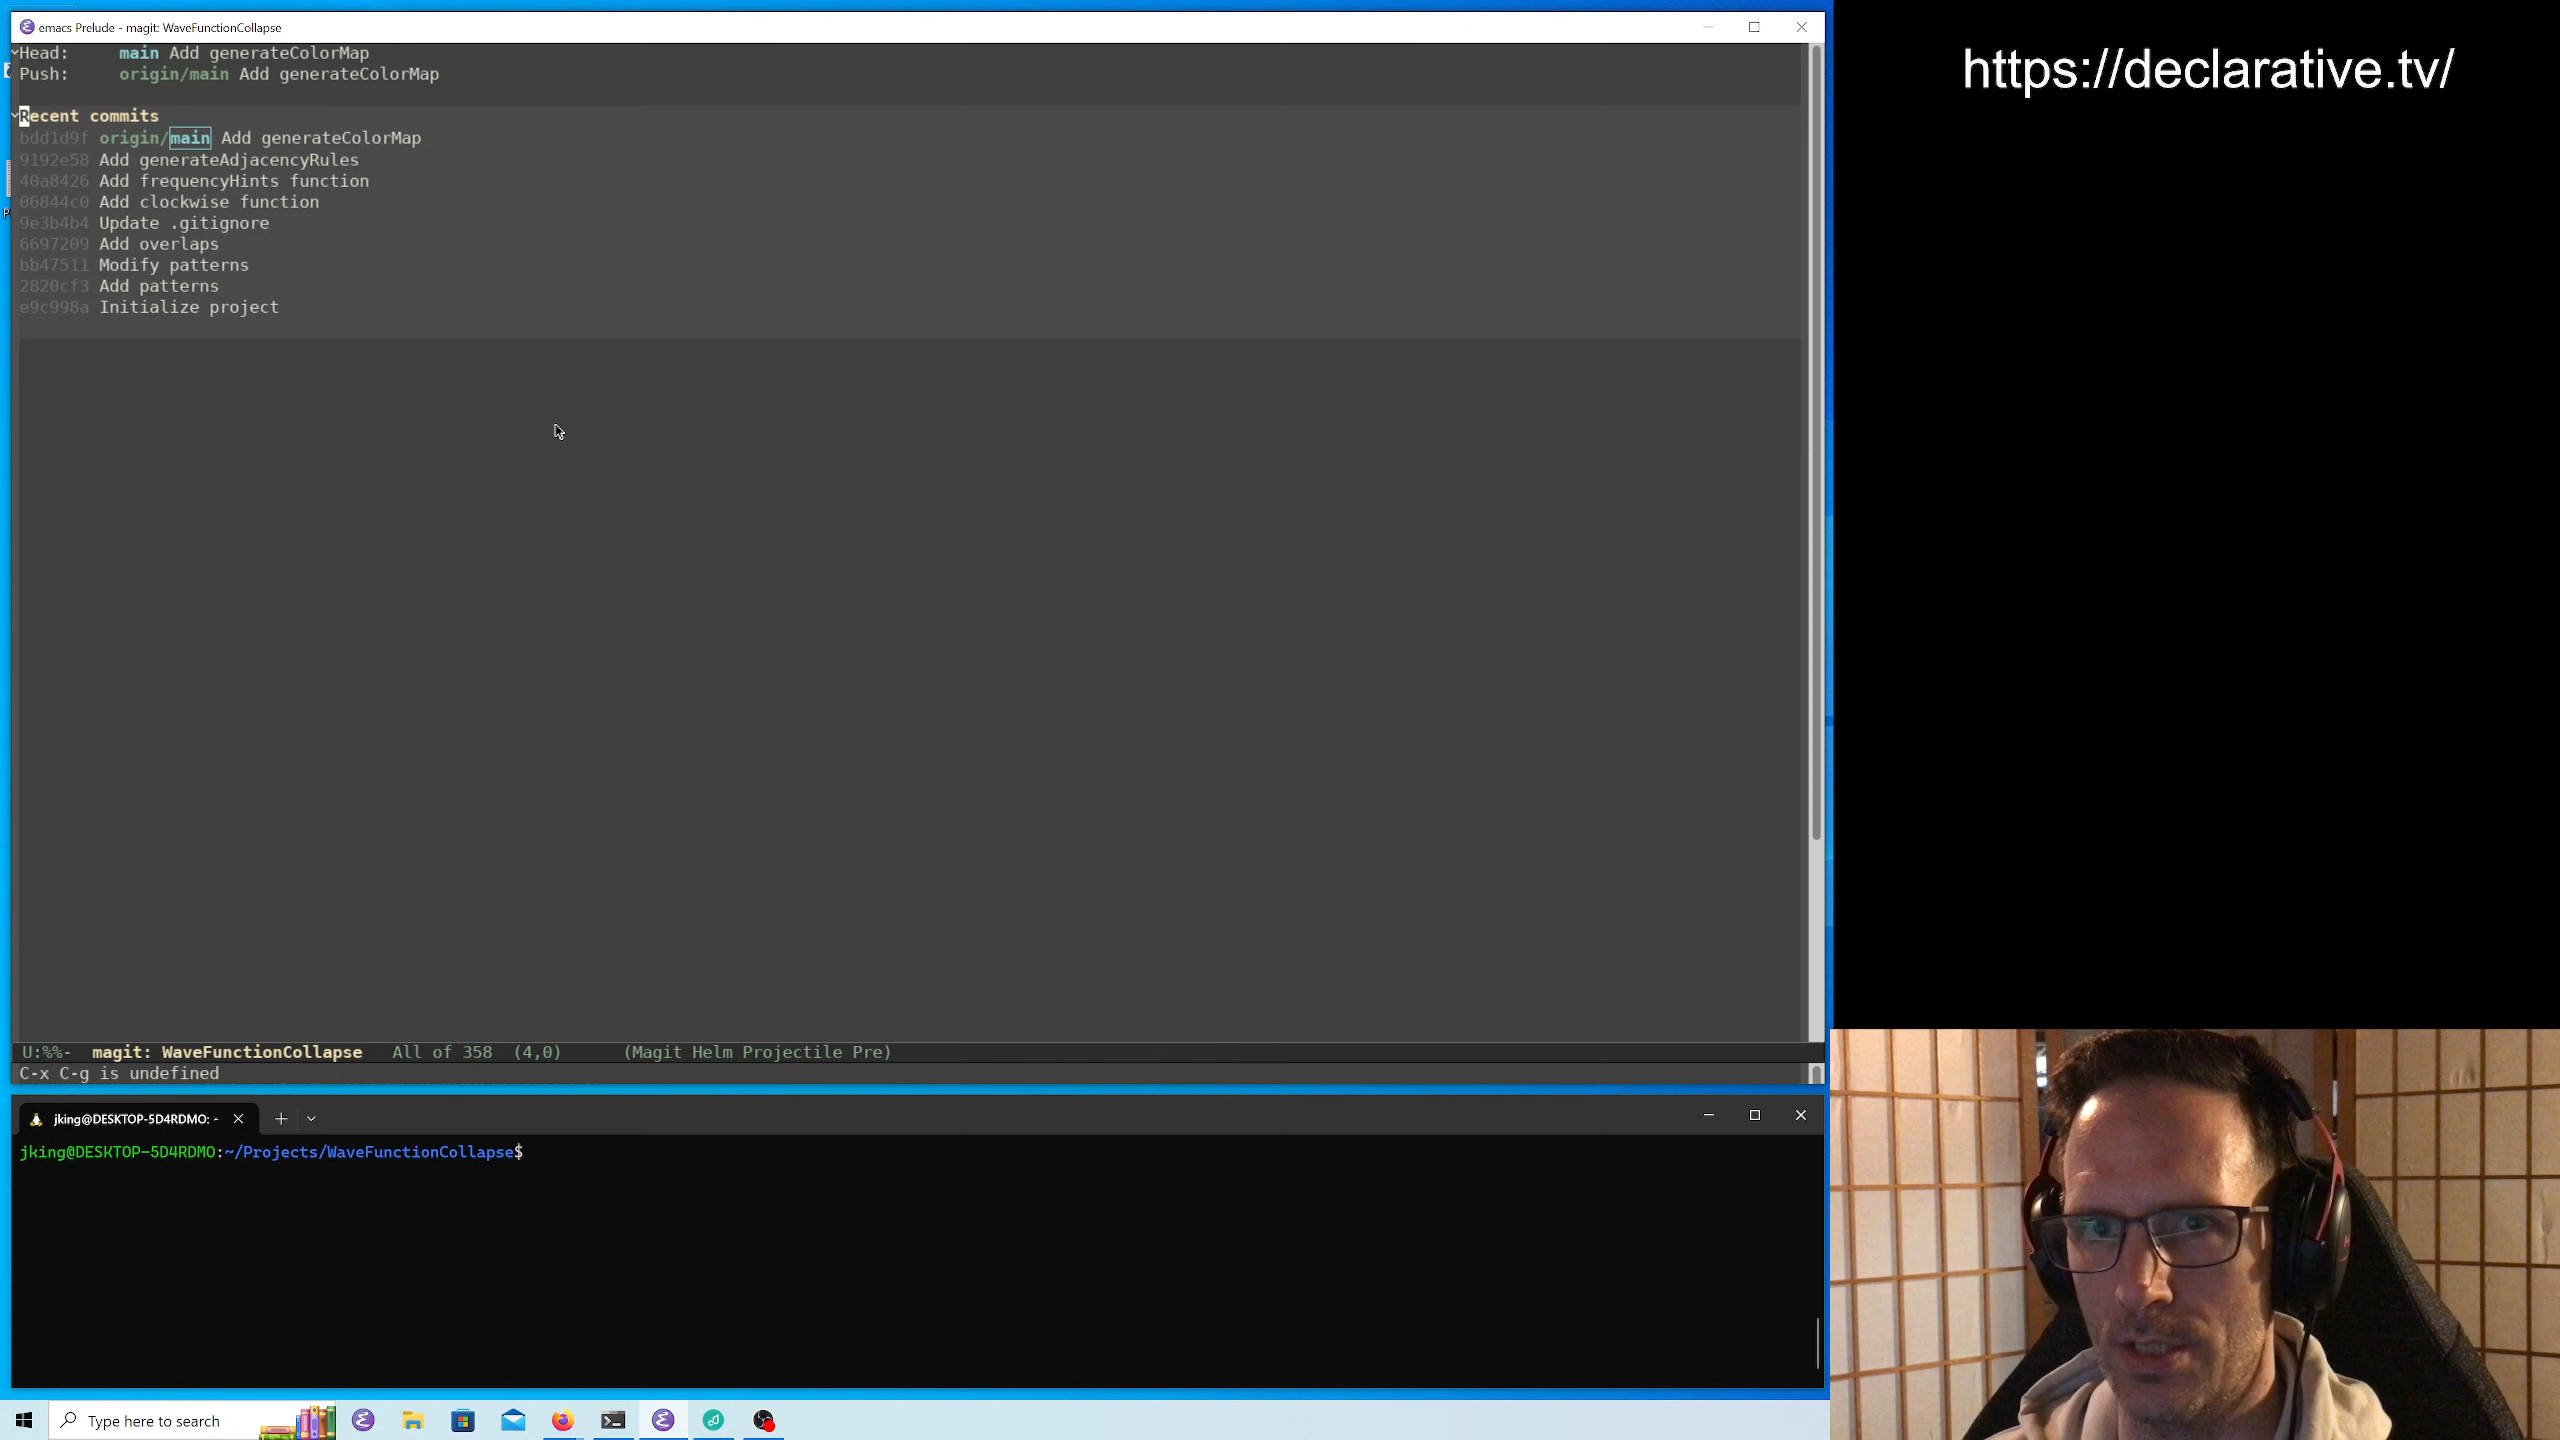 emacs Prelude - magit: WaveFunctionCollapse
Head:     main Add generateColorMap
Push:     origin/main Add generateColorMap
Recent commits
bdd1d9f origin/main Add generateColorMap
9192e58 Add generateAdjacencyRules
40a8426 Add frequencyHints function
06844c0 Add clockwise function
9e3b4b4 Update .gitignore
6697209 Add overlaps
bb47511 Modify patterns
2820cf3 Add patterns
e9c998a Initialize project
U:%%-  magit: WaveFunctionCollapse   All of 358  (4,0)      (Magit Helm Projectile Pre)
C-x C-g is undefined
jking@DESKTOP-5D4RDMO: ~
jking@DESKTOP-5D4RDMO:~/Projects/WaveFunctionCollapse$
Type here to search
https://declarative.tv/